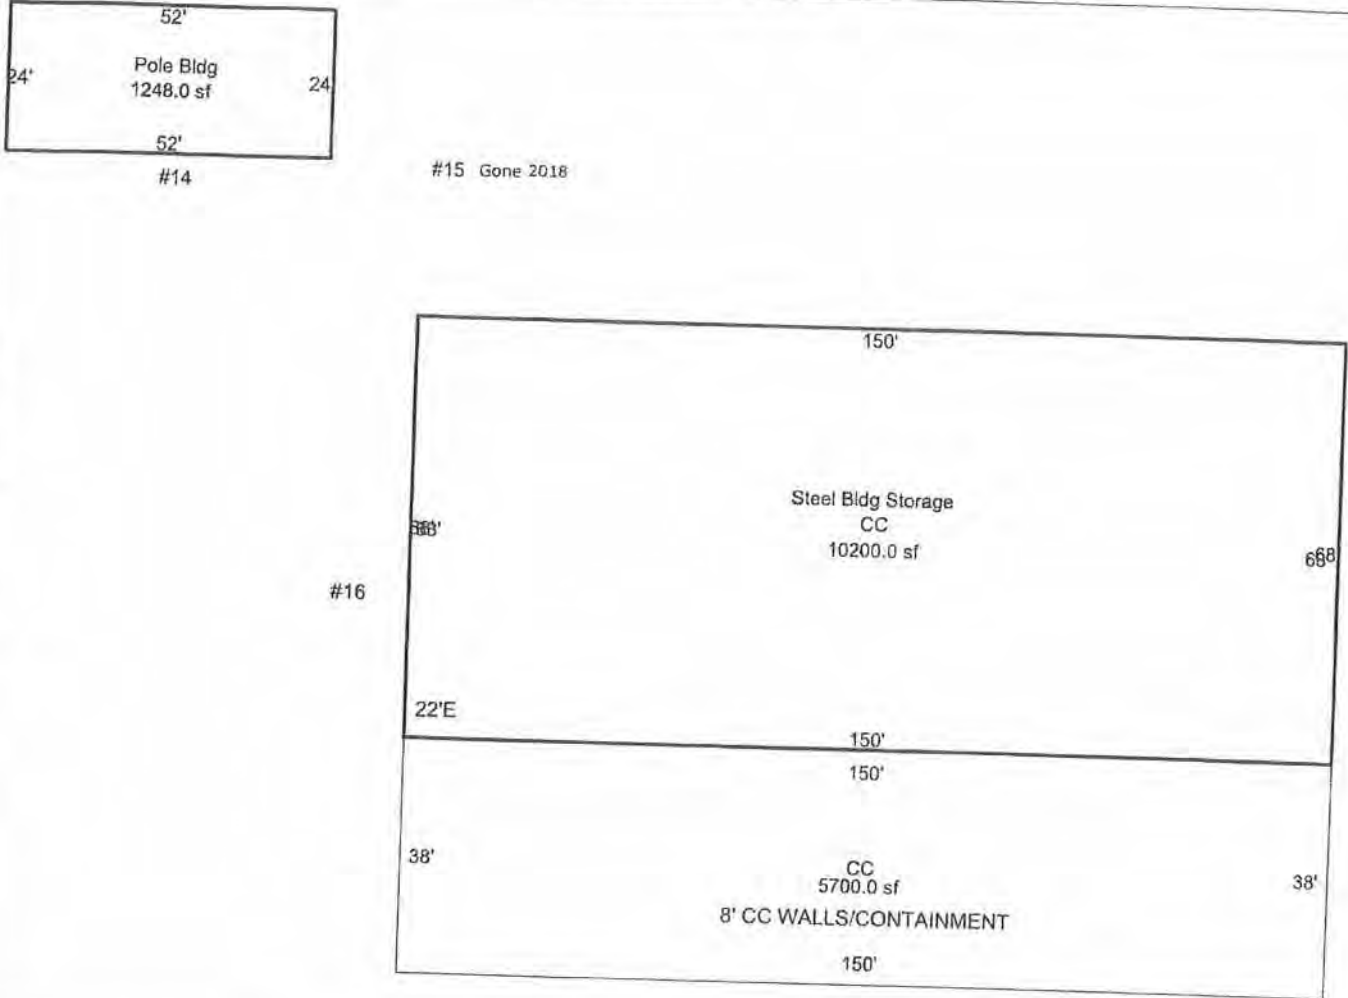 52'
Pole Bldg
24'
24
1248.0 sf
52'
#14
#15 Gone 2018
150'
Steel Bldg Storage
CC
10200.0 sf
68
#16
22'E
150'
150'
38'
CC
5700.0 sf
38'
8' CC WALLS/CONTAINMENT
150'